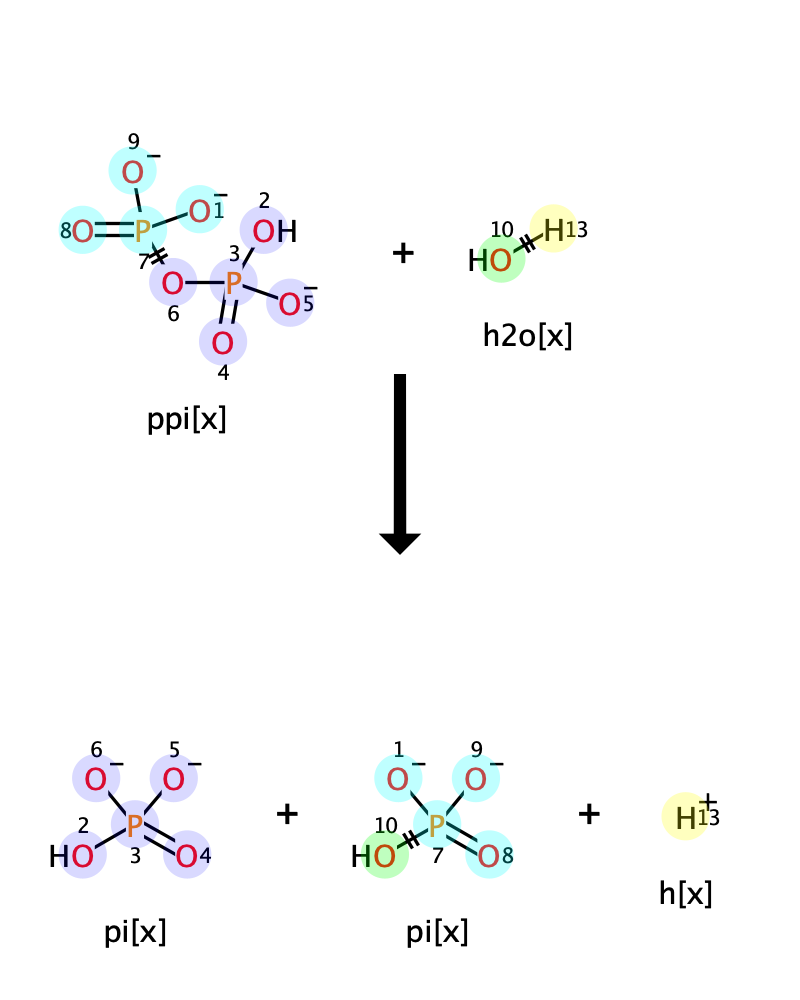 9
O−
8O P O−1
7
2
OH
3
O P O−5
6
O
4
ppi[x]
+
10
HO H13
h2o[x]
6 5
O− O−
2
HO P O4
3
pi[x]
+
1 9
O− O−
10
HO P O8
7
pi[x]
+
H+13
h[x]